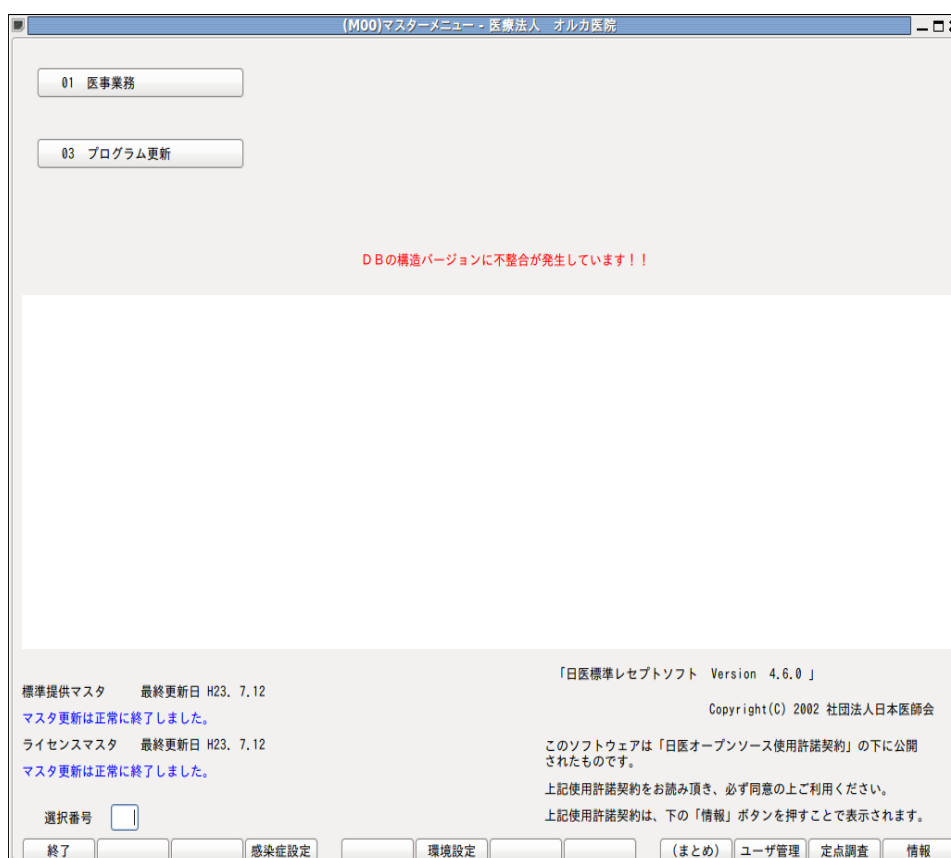 (M00)マスターメニュー - 医療法人　オルカ医院
01　医事業務
03　プログラム更新
ＤＢの構造バージョンに不整合が発生しています！！
「日医標準レセプトソフト　Version　4.6.0 」
標準提供マスタ　　最終更新日 H23. 7.12
Copyright(C) 2002 社団法人日本医師会
マスタ更新は正常に終了しました。
ライセンスマスタ　　最終更新日 H23. 7.12
このソフトウェアは「日医オープンソース使用許諾契約」の下に公開
されたものです。
マスタ更新は正常に終了しました。
上記使用許諾契約をお読み頂き、必ず同意の上ご利用ください。
上記使用許諾契約は、下の「情報」ボタンを押すことで表示されます。
選択番号
終了　感染症設定　環境設定　(まとめ)　ユーザ管理　定点調査　情報